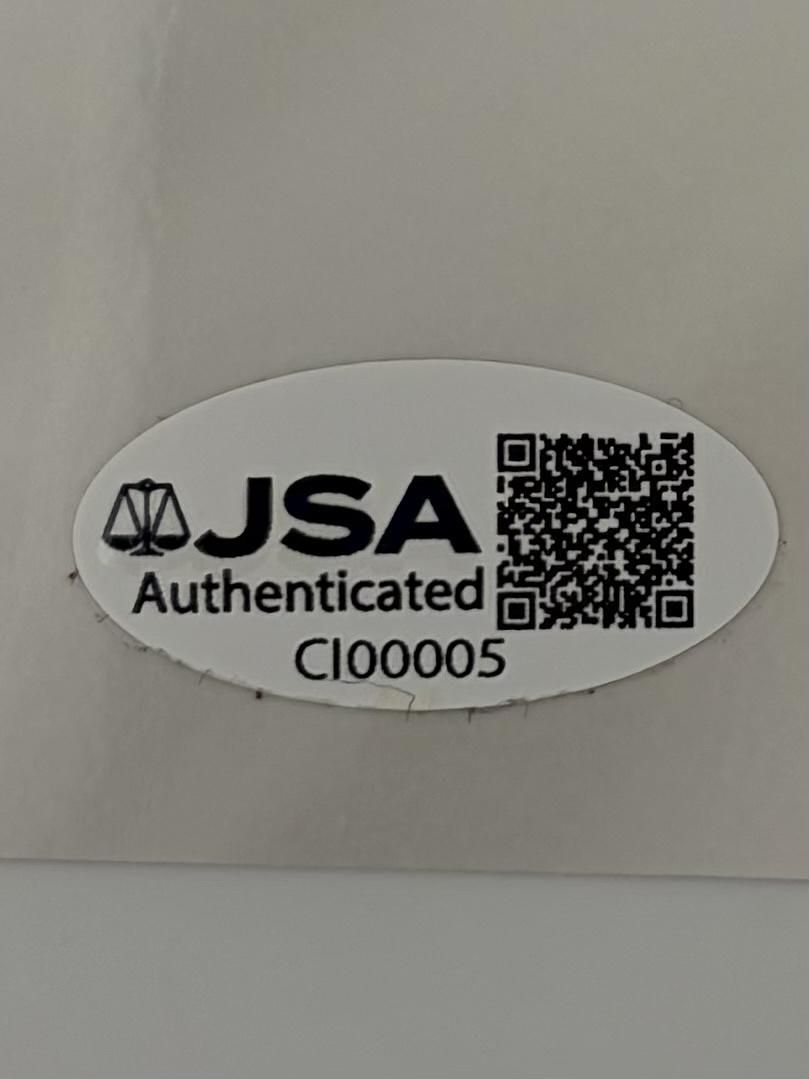 JSA
Authenticated
CI00005